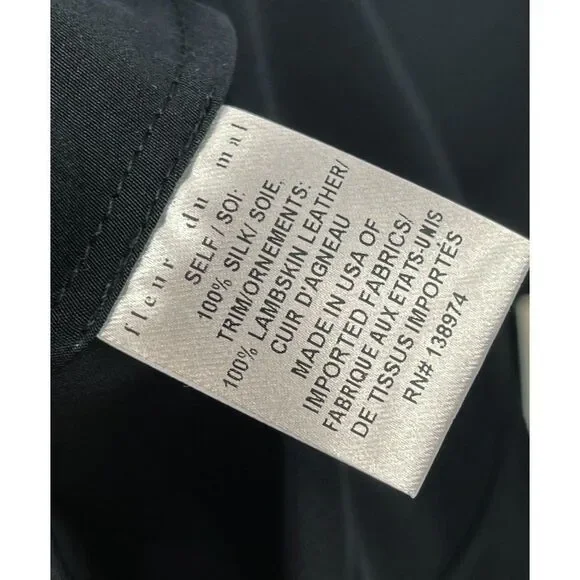 fleur du mal
SELF / SOI:
100% SILK/ SOIE,
TRIM/ORNEMENTS:
100% LAMBSKIN LEATHER/
CUIR D'AGNEAU
MADE IN USA OF
IMPORTED FABRICS/
FABRIQUE AUX ETATS-UNIS
DE TISSUS IMPORTES
RN# 138974